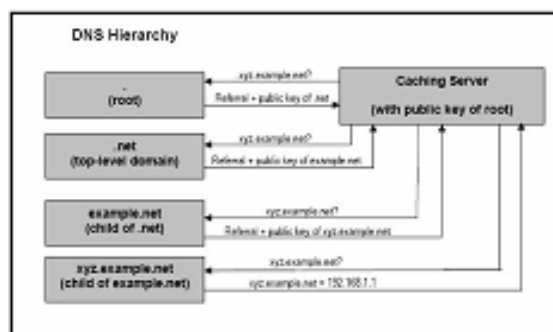 DNS Hierarchy
.
(root)
xyz.example.net?
Referral + public key of .net
Caching Server
(with public key of root)
.net
(top-level domain)
xyz.example.net?
Referral + public key of example.net
example.net
(child of .net)
xyz.example.net?
Referral + public key of xyz.example.net
xyz.example.net
(child of example.net)
xyz.example.net?
xyz.example.net = 192.168.1.1